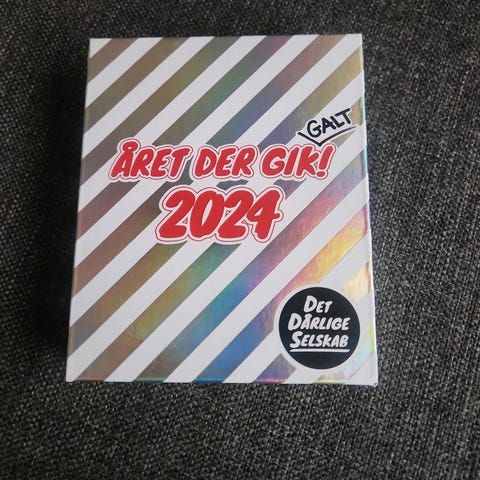 GALT
ÅRET DER GIK!
2024
DET
DÅRLIGE
SELSKAB